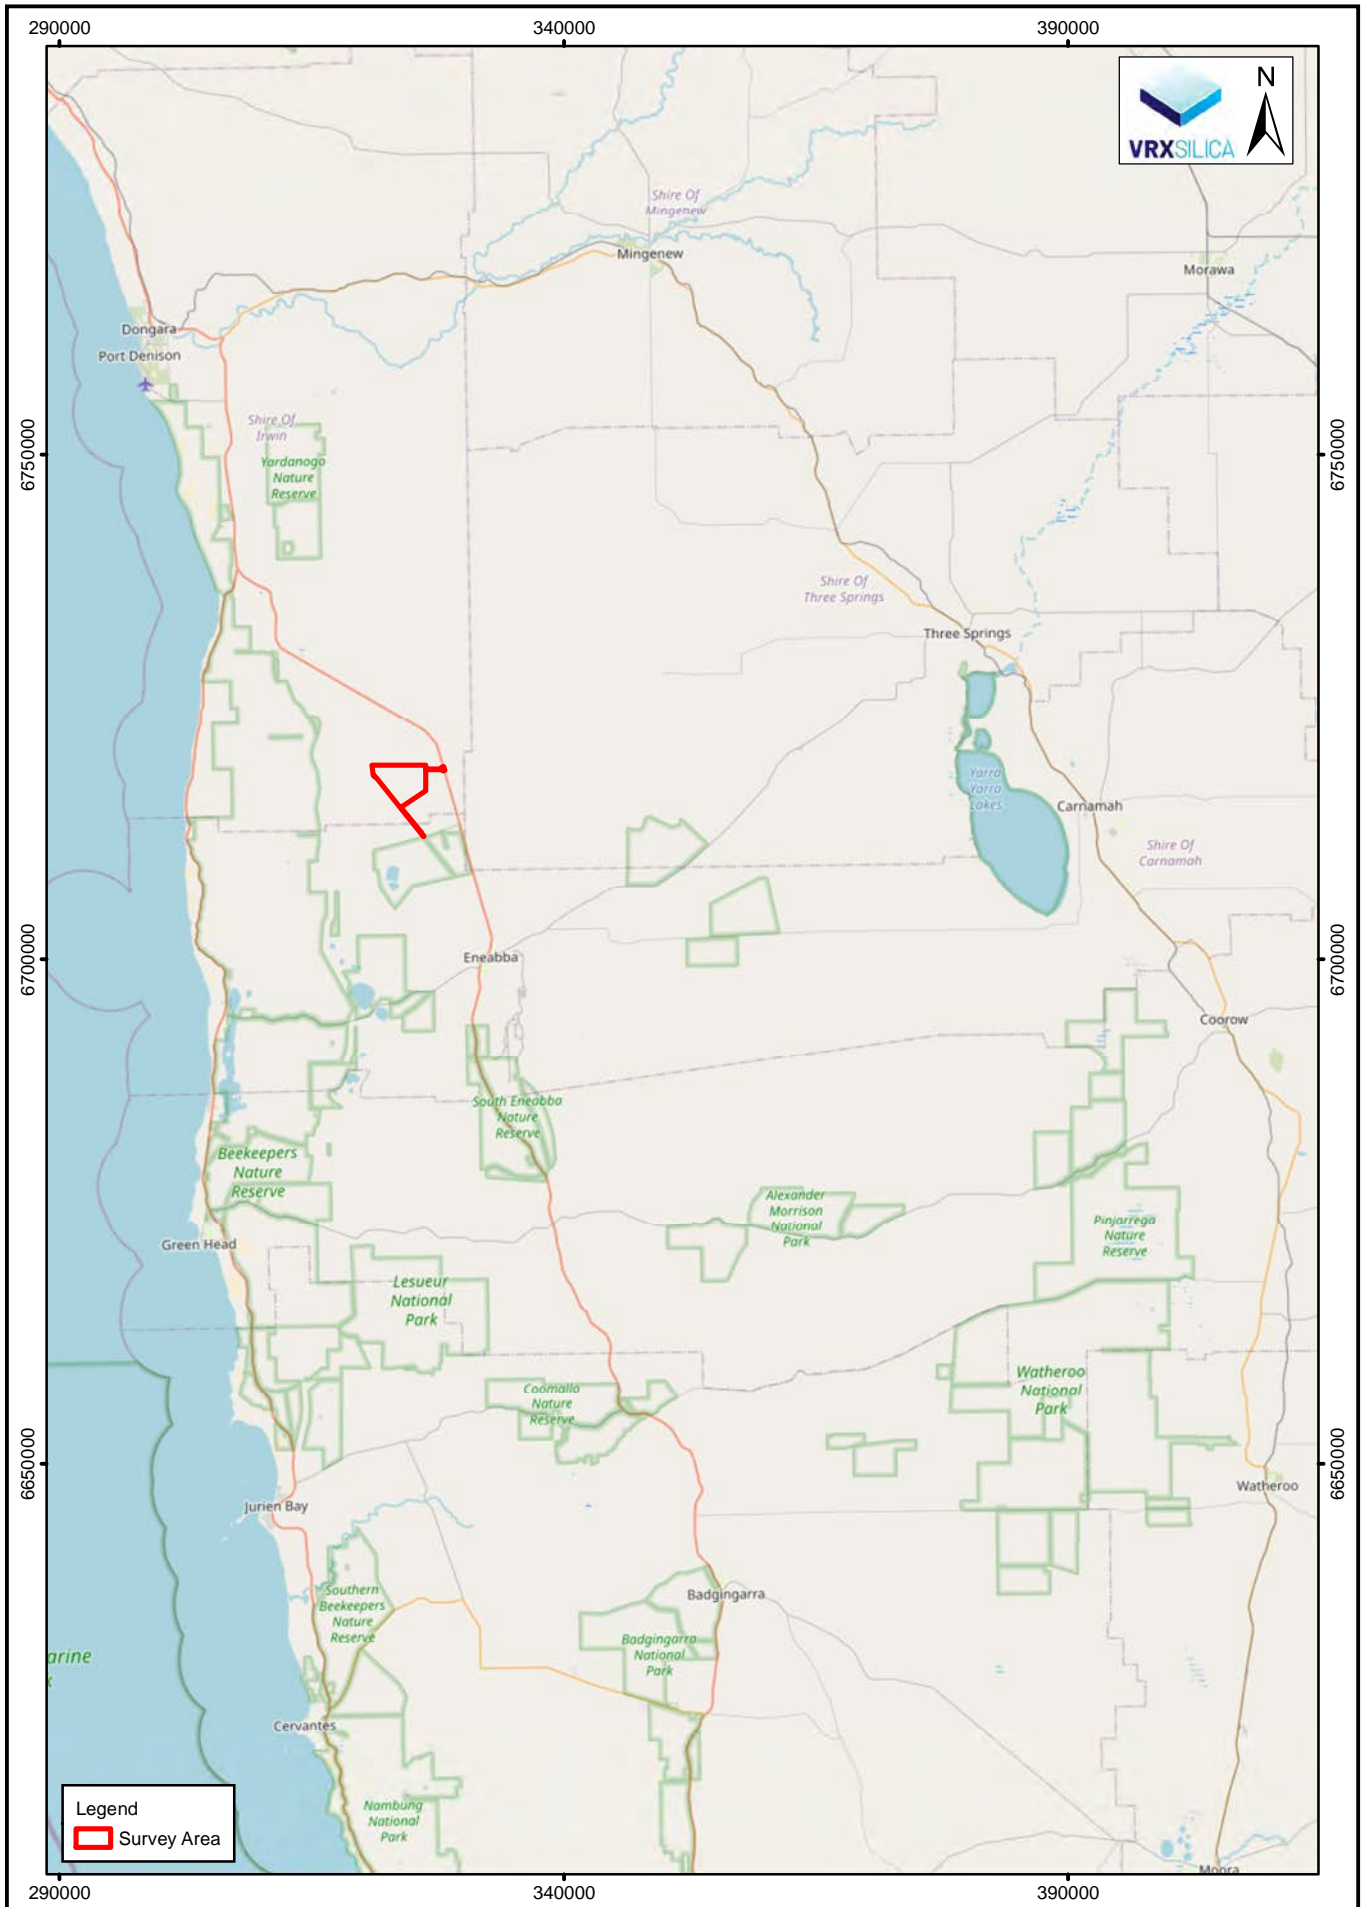 290000
340000
390000
N
VRXSILICA
Shire Of
Mingenew
Mingenew
Morawa
Dongara
Port Denison
Shire Of
Irwin
6750000
6750000
Yardanogo
Nature
Reserve
Shire Of
Three Springs
Three Springs
Yarra
Yarra
Lakes
Carnamah
Shire Of
Carnamah
6700000
6700000
Eneabba
Coorow
South Eneabba
Nature
Reserve
Beekeepers
Nature
Reserve
Alexander
Morrison
National
Park
Pinjarrega
Nature
Reserve
Green Head
Lesueur
National
Park
Watheroo
National
Park
Coomallo
Nature
Reserve
6650000
6650000
Watheroo
Jurien Bay
Southern
Beekeepers
Nature
Reserve
Badgingarra
Badgingarra
National
Park
arine
Cervantes
Legend
Survey Area
Nambung
National
Park
Moora
290000
340000
390000